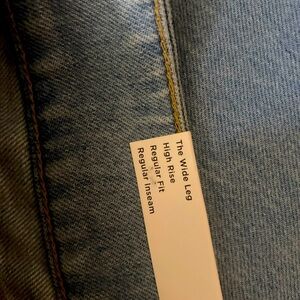 The Wide Leg
High Rise
Regular Fit
Regular Inseam